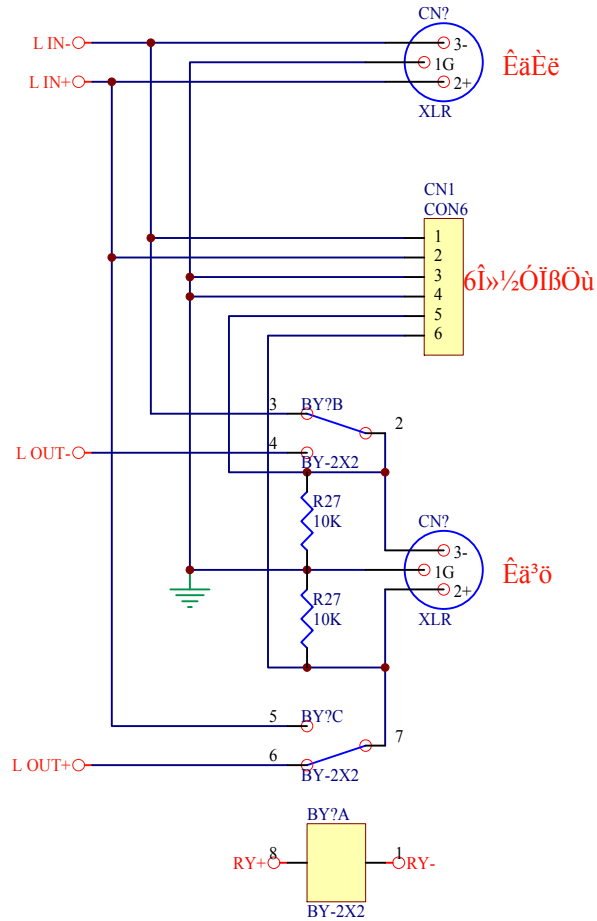 CN?
L IN-
3-
1G
ÊäÈë
L IN+
2+
XLR
CN1
CON6
1
2
3
6Î»½ÓÏßÖù
4
5
6
3
BY?B
2
4
L OUT-
BY-2X2
R27
10K
CN?
3-
1G
Êä³ö
2+
R27
10K
XLR
5
BY?C
7
6
L OUT+
BY-2X2
BY?A
RY+
8
1
RY-
BY-2X2